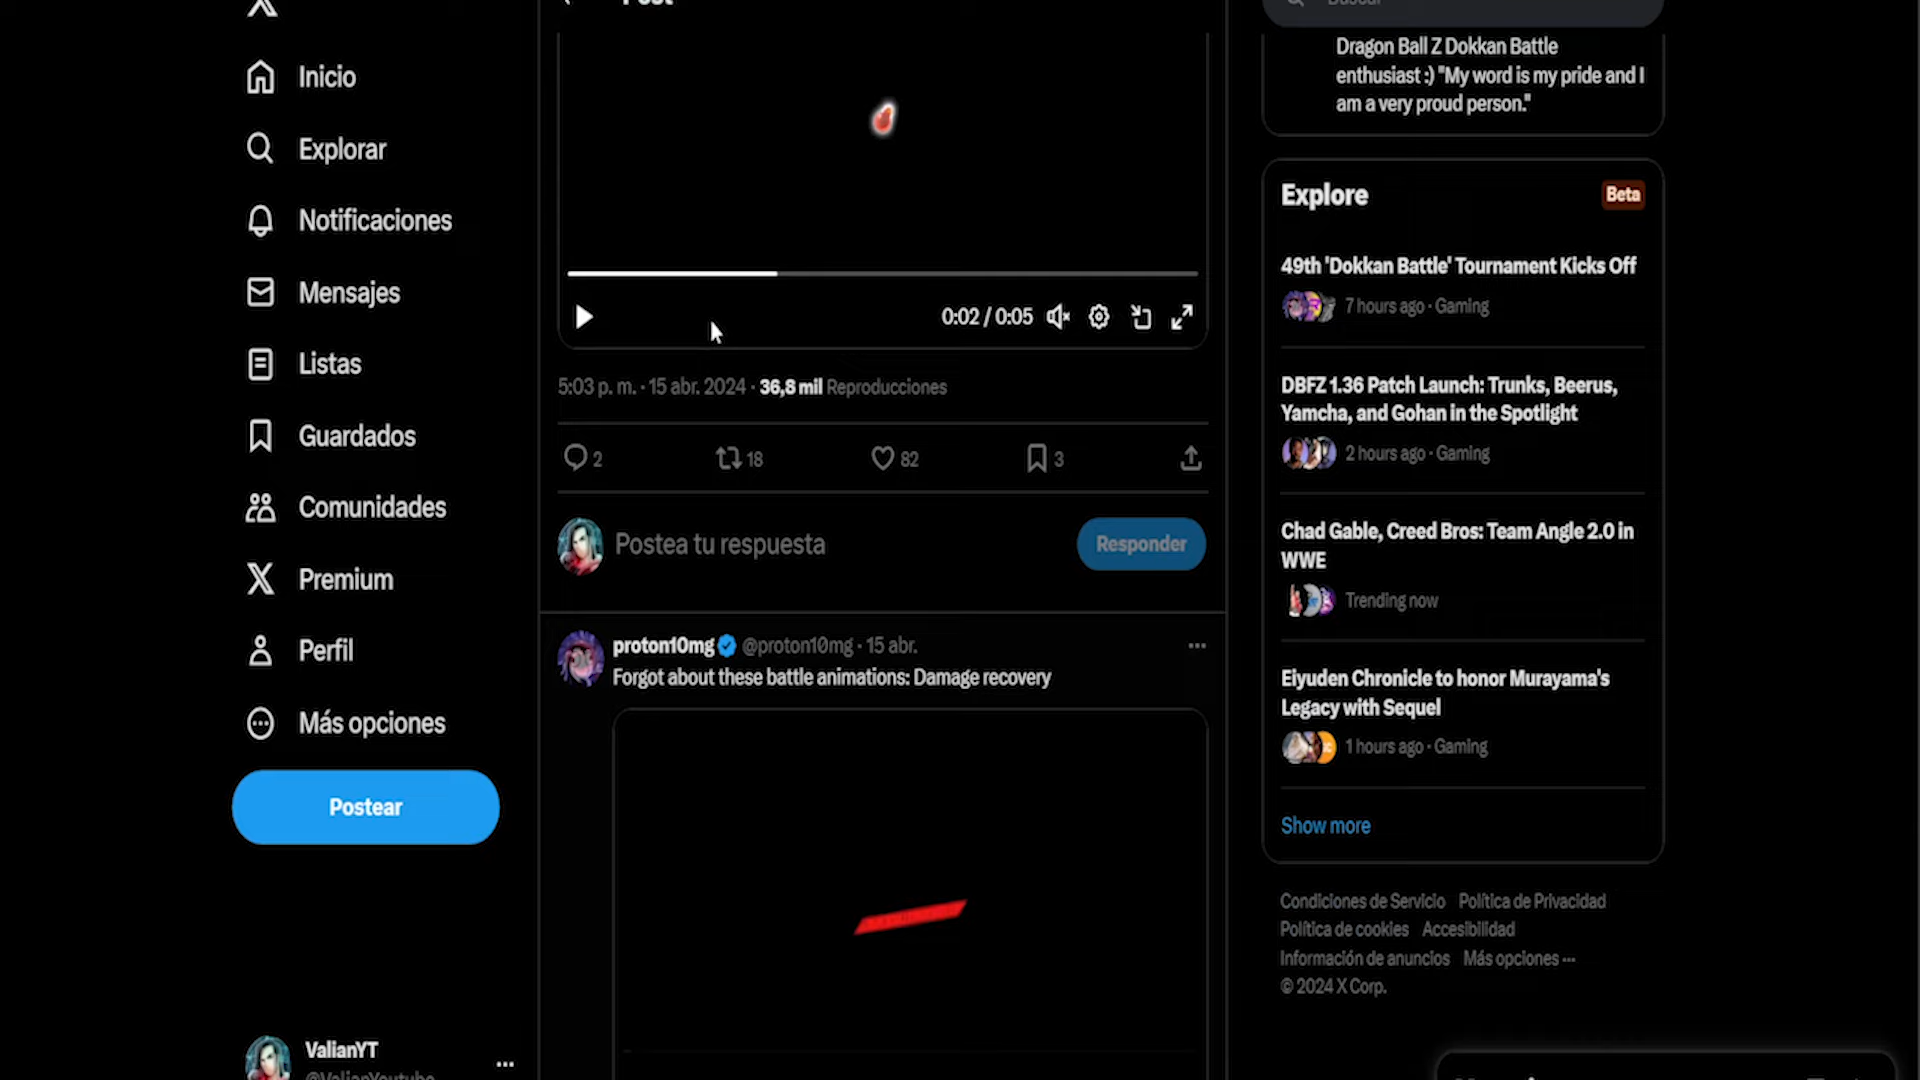 Inicio
Explorar
Notificaciones
Mensajes
Listas
Guardados
Comunidades
Premium
Perfil
Más opciones
Postear
ValianYT
@ValianYoutube
Post
0:02 / 0:05
5:03 p. m. · 15 abr. 2024 · 36,8 mil Reproducciones
2
18
82
3
Postea tu respuesta
Responder
proton10mg @proton10mg · 15 abr.
Forgot about these battle animations: Damage recovery
Buscar
Dragon Ball Z Dokkan Battle
enthusiast :) "My word is my pride and I
am a very proud person."
Explore
Beta
49th 'Dokkan Battle' Tournament Kicks Off
7 hours ago · Gaming
DBFZ 1.36 Patch Launch: Trunks, Beerus,
Yamcha, and Gohan in the Spotlight
2 hours ago · Gaming
Chad Gable, Creed Bros: Team Angle 2.0 in
WWE
Trending now
Eiyuden Chronicle to honor Murayama's
Legacy with Sequel
1 hours ago · Gaming
Show more
Condiciones de Servicio Política de Privacidad
Política de cookies Accesibilidad
Información de anuncios Más opciones ···
© 2024 X Corp.